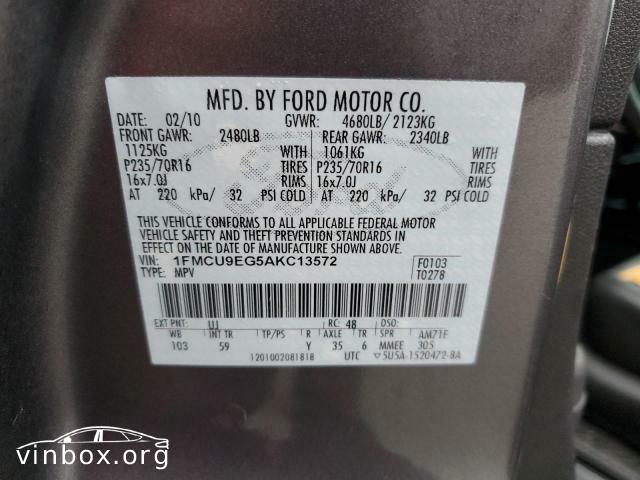 MFD. BY FORD MOTOR CO.
DATE: 02/10 GVWR: 4680LB/ 2123KG
FRONT GAWR: 2480LB REAR GAWR: 2340LB
1125KG WITH 1061KG WITH
P235/70R16 TIRES P235/70R16 TIRES
16x7.0J RIMS 16x7.0J RIMS
AT 220 kPa/ 32 PSI COLD AT 220 kPa/ 32 PSI COLD
THIS VEHICLE CONFORMS TO ALL APPLICABLE FEDERAL MOTOR
VEHICLE SAFETY AND THEFT PREVENTION STANDARDS IN
EFFECT ON THE DATE OF MANUFACTURE SHOWN ABOVE.
VIN: 1FMCU9EG5AKC13572 F0103
TYPE: MPV T0278
EXT PNT: UJ RC: 48 DSO:
WB INT TR TP/PS R AXLE TR SPR AM71F
103 59 Y 35 6 MMEE 305
1201002081818 UTC ▽5U5A-1520472-BA
vinbox.org